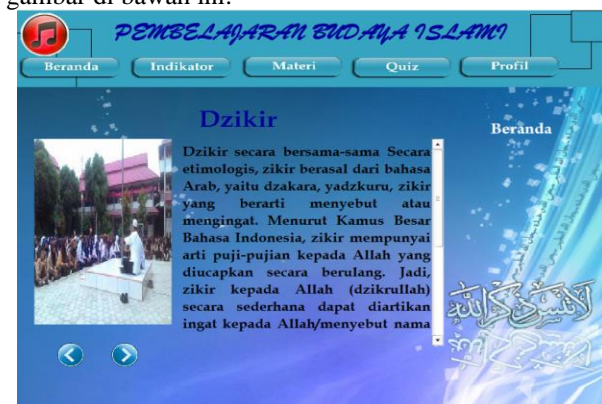 gambar di bawah ini.
PEMBELAJARAN BUDAYA ISLAMI
Beranda Indikator Materi Quiz Profil
Dzikir
Beranda
Dzikir secara bersama-sama Secara
etimologis, zikir berasal dari bahasa
Arab, yaitu dzakara, yadzkuru, zikir
yang berarti menyebut atau
mengingat. Menurut Kamus Besar
Bahasa Indonesia, zikir mempunyai
arti puji-pujian kepada Allah yang
diucapkan secara berulang. Jadi,
zikir kepada Allah (dzikrullah)
secara sederhana dapat diartikan
ingat kepada Allah/menyebut nama